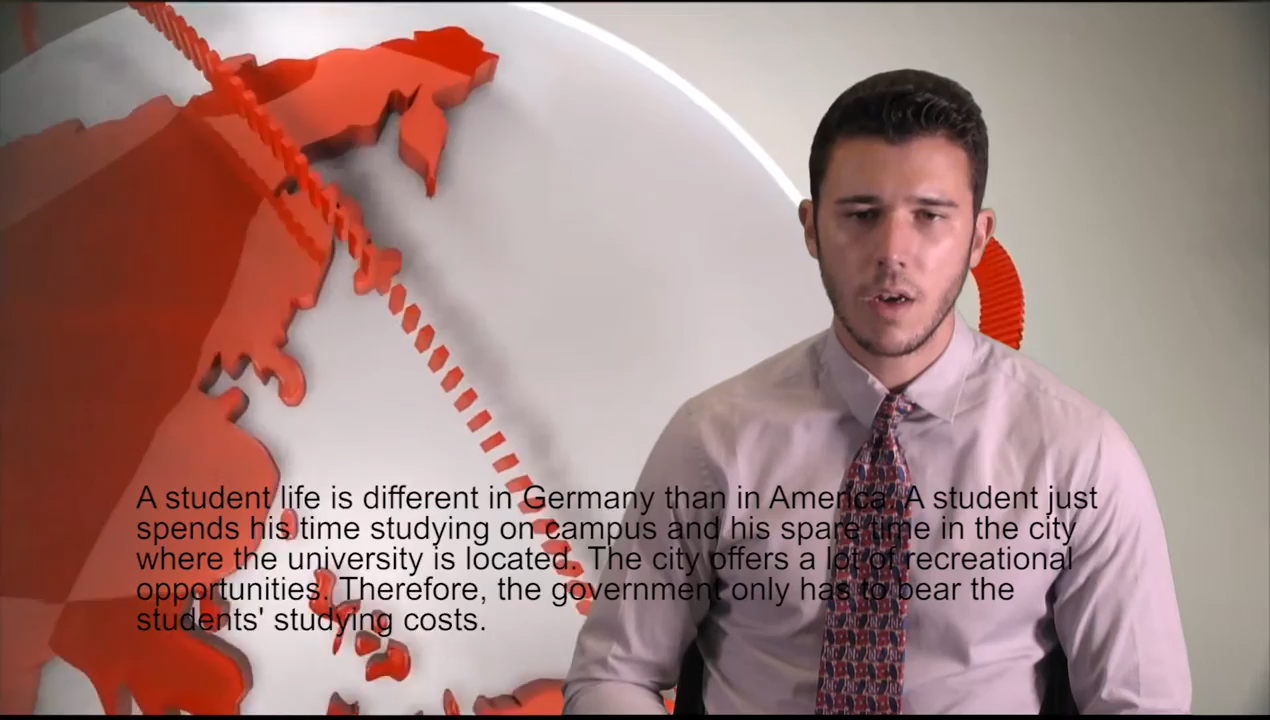 A student life is different in Germany than in America. A student just
spends his time studying on campus and his spare time in the city
where the university is located. The city offers a lot of recreational
opportunities. Therefore, the government only has to bear the
students' studying costs.